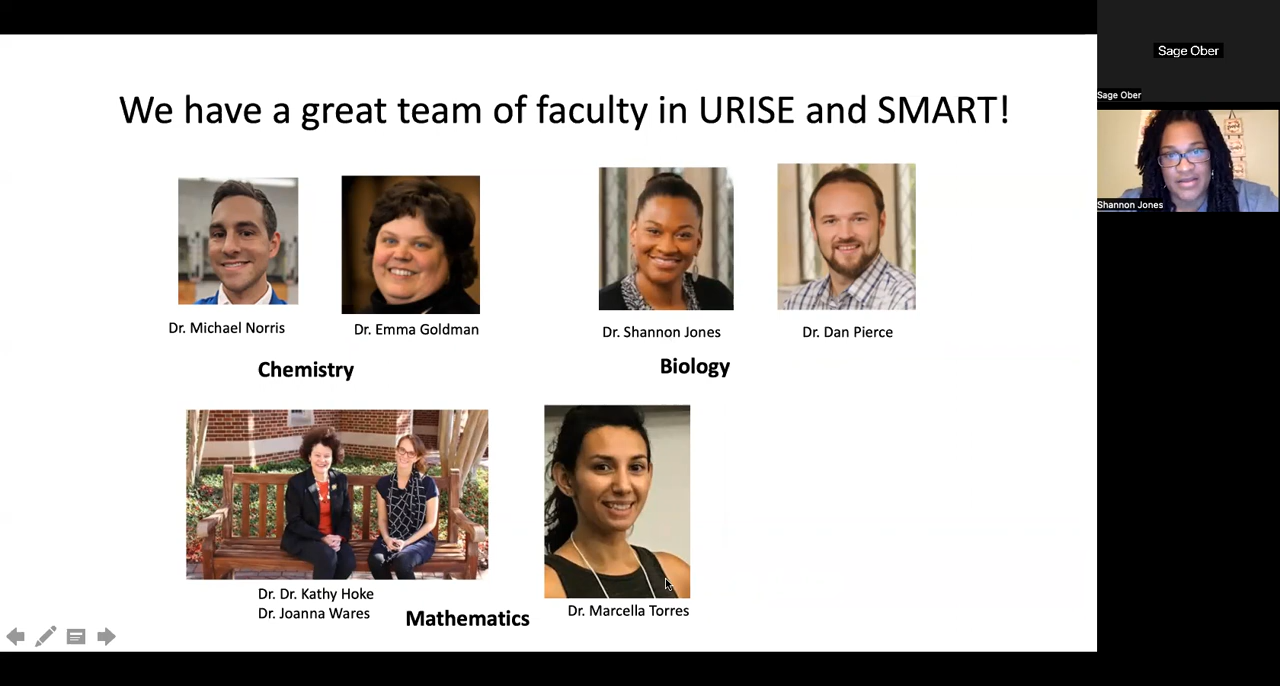 We have a great team of faculty in URISE and SMART!
Dr. Michael Norris
Dr. Emma Goldman
Dr. Shannon Jones
Dr. Dan Pierce
Chemistry
Biology
Dr. Dr. Kathy Hoke
Dr. Joanna Wares
Mathematics
Dr. Marcella Torres
Sage Ober
Sage Ober
Shannon Jones